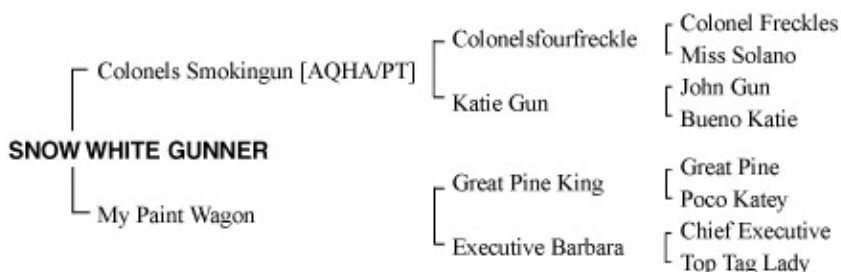 Colonel Freckles
Colonelsfourfreckle
Miss Solano
Colonels Smokingun [AQHA/PT]
John Gun
Katie Gun
Bueno Katie
SNOW WHITE GUNNER
Great Pine
Great Pine King
Poco Katey
My Paint Wagon
Chief Executive
Executive Barbara
Top Tag Lady